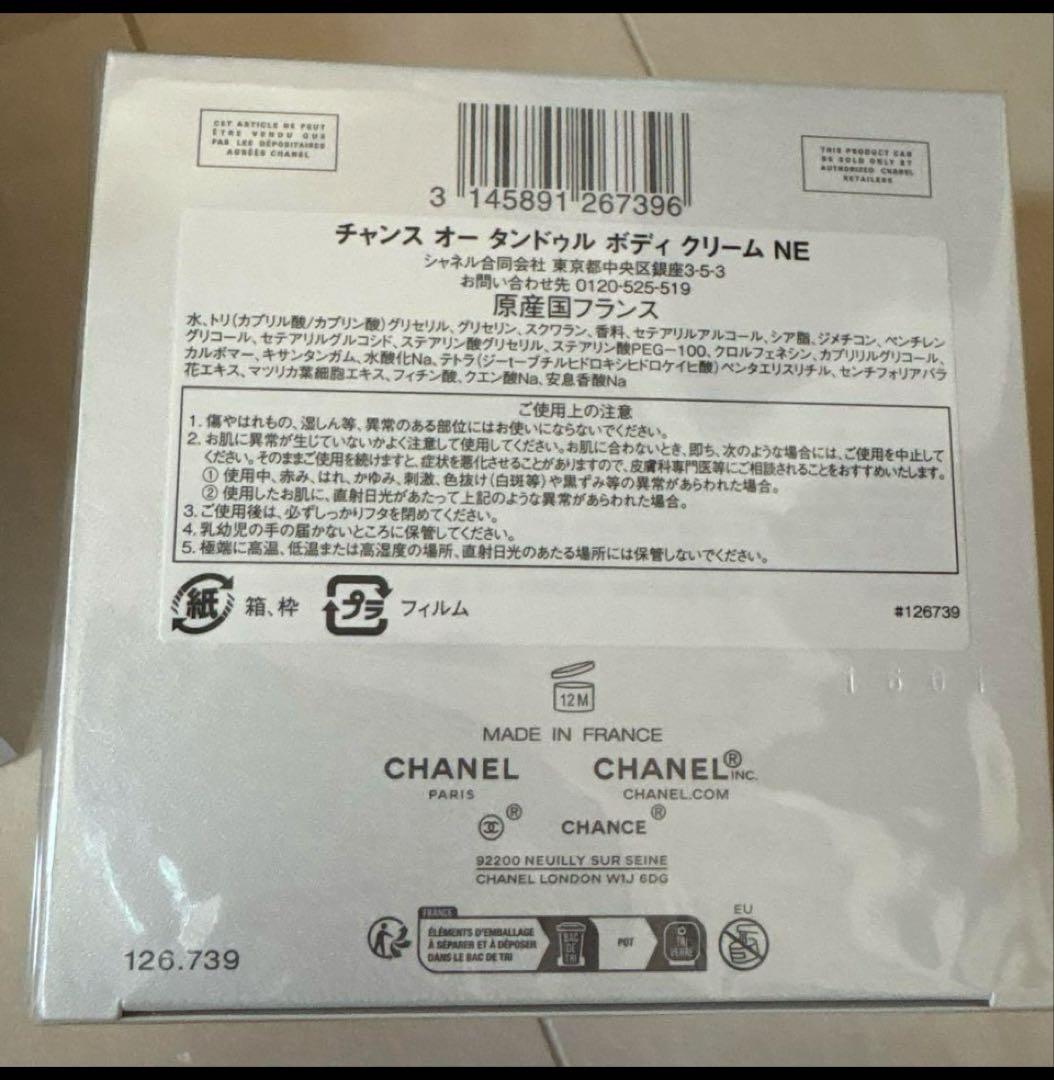 CET ARTICLE NE PEUT
ÊTRE VENDU QUE
PAR LES DÉPOSITAIRES
AGRÉÉS CHANEL
THIS PRODUCT CAN
BE SOLD ONLY BY
AUTHORIZED CHANEL
RETAILERS
3 145891 267396
チャンス オー タンドゥル ボディ クリーム NE
シャネル合同会社 東京都中央区銀座3-5-3
お問い合わせ先 0120-525-519
原産国フランス
水、トリ(カプリル酸/カプリン酸)グリセリル、グリセリン、スクワラン、香料、セテアリルアルコール、シア脂、ジメチコン、ペンチレン
グリコール、セテアリルグルコシド、ステアリン酸グリセリル、ステアリン酸PEG-100、クロルフェネシン、カプリリルグリコール、
カルボマー、キサンタンガム、水酸化Na、テトラ(ジ-t-ブチルヒドロキシヒドロケイヒ酸)ペンタエリスリチル、センチフォリアバラ
花エキス、マツリカ葉細胞エキス、フィチン酸、クエン酸Na、安息香酸Na
ご使用上の注意
1. 傷やはれもの、湿しん等、異常のある部位にはお使いにならないでください。
2. お肌に異常が生じていないかよく注意して使用してください。お肌に合わないとき、即ち、次のような場合には、ご使用を中止して
ください。そのままご使用を続けますと、症状を悪化させることがありますので、皮膚科専門医等にご相談されることをおすすめいたします。
① 使用中、赤み、はれ、かゆみ、刺激、色抜け(白斑等)や黒ずみ等の異常があらわれた場合。
② 使用したお肌に、直射日光があたって上記のような異常があらわれた場合。
3. ご使用後は、必ずしっかりフタを閉めてください。
4. 乳幼児の手の届かないところに保管してください。
5. 極端に高温、低温または高湿度の場所、直射日光のあたる場所には保管しないでください。
紙 箱、枠 プラ フィルム #126739
12M
MADE IN FRANCE
CHANEL CHANEL® INC.
PARIS CHANEL.COM
® CHANCE ®
92200 NEUILLY SUR SEINE
CHANEL LONDON W1J 6DG
FRANCE
ÉLÉMENTS D'EMBALLAGE
À SÉPARER ET À DÉPOSER
DANS LE BAC DE TRI
BAC
DE
TRI
POT
TRI
VERRE
EU
126.739